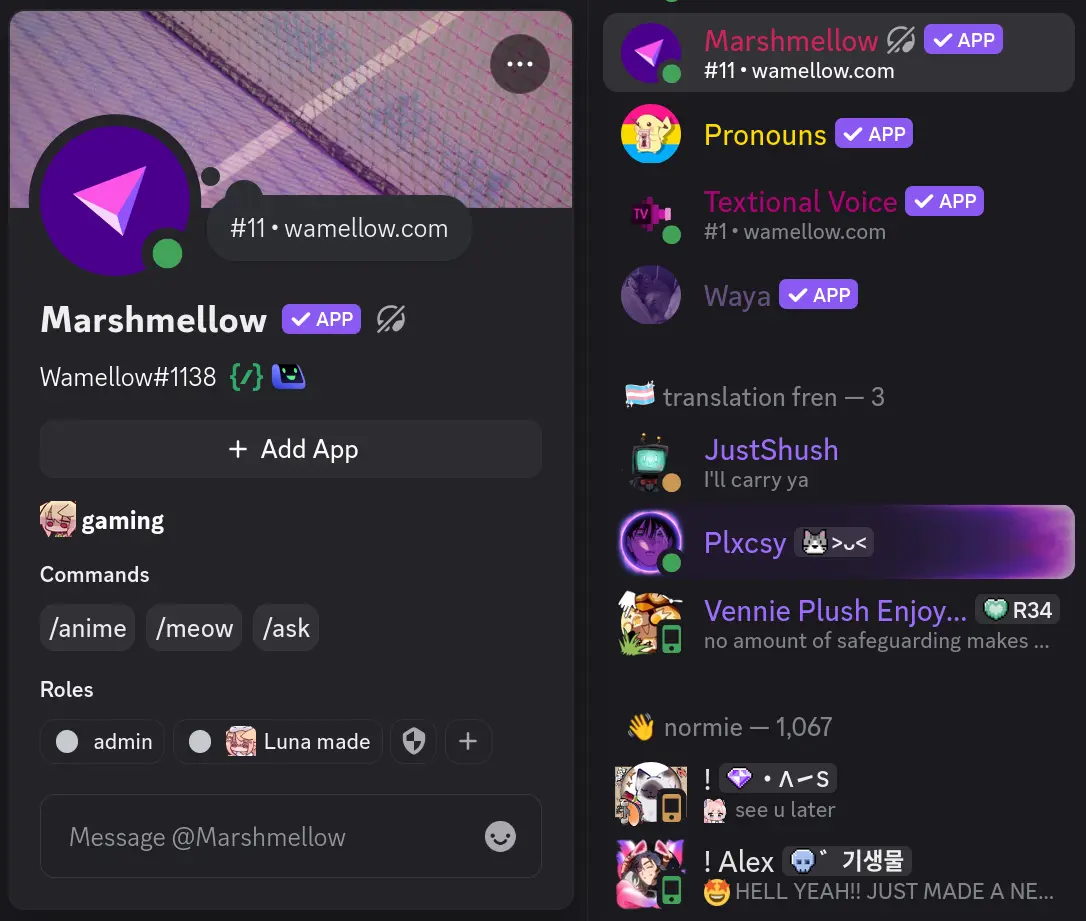 #11 • wamellow.com
Marshmellow APP
Wamellow#1138
+ Add App
gaming
Commands
/anime /meow /ask
Roles
admin Luna made +
Message @Marshmellow
Marshmellow APP
#11 • wamellow.com
Pronouns APP
TV
Textional Voice APP
#1 • wamellow.com
Waya APP
translation fren — 3
JustShush
I'll carry ya
Plxcsy >ᴗ<
Vennie Plush Enjoy... R34
no amount of safeguarding makes ...
normie — 1,067
!
see u later
! Alex 기생물
HELL YEAH!! JUST MADE A NE...